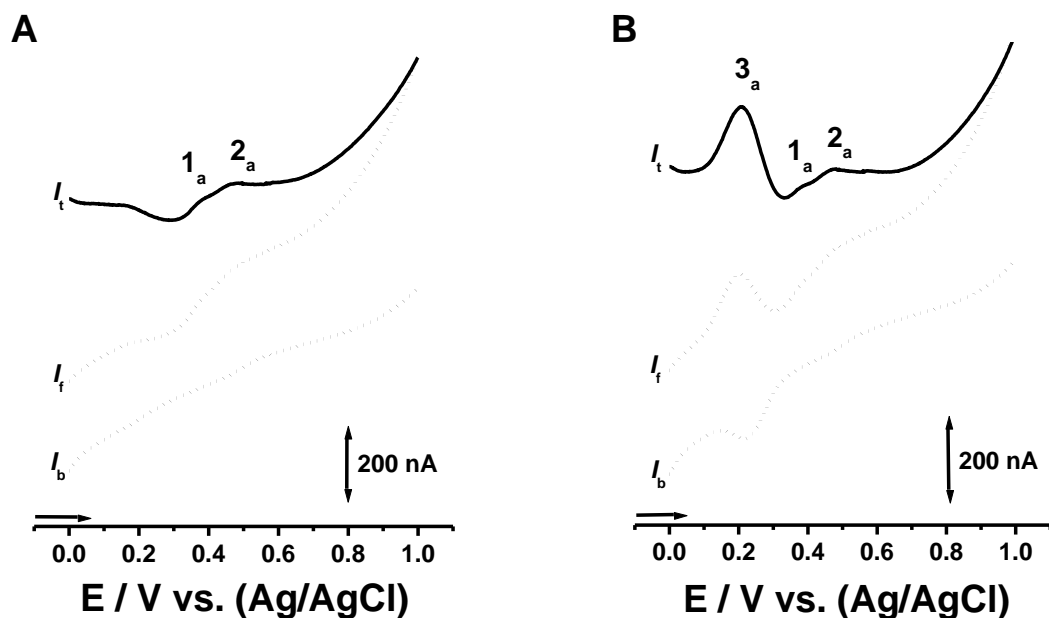 A
1a
2a
It
If
Ib
200 nA
0.0 0.2 0.4 0.6 0.8 1.0
E / V vs. (Ag/AgCl)
B
3a
1a
2a
It
If
Ib
200 nA
0.0 0.2 0.4 0.6 0.8 1.0
E / V vs. (Ag/AgCl)